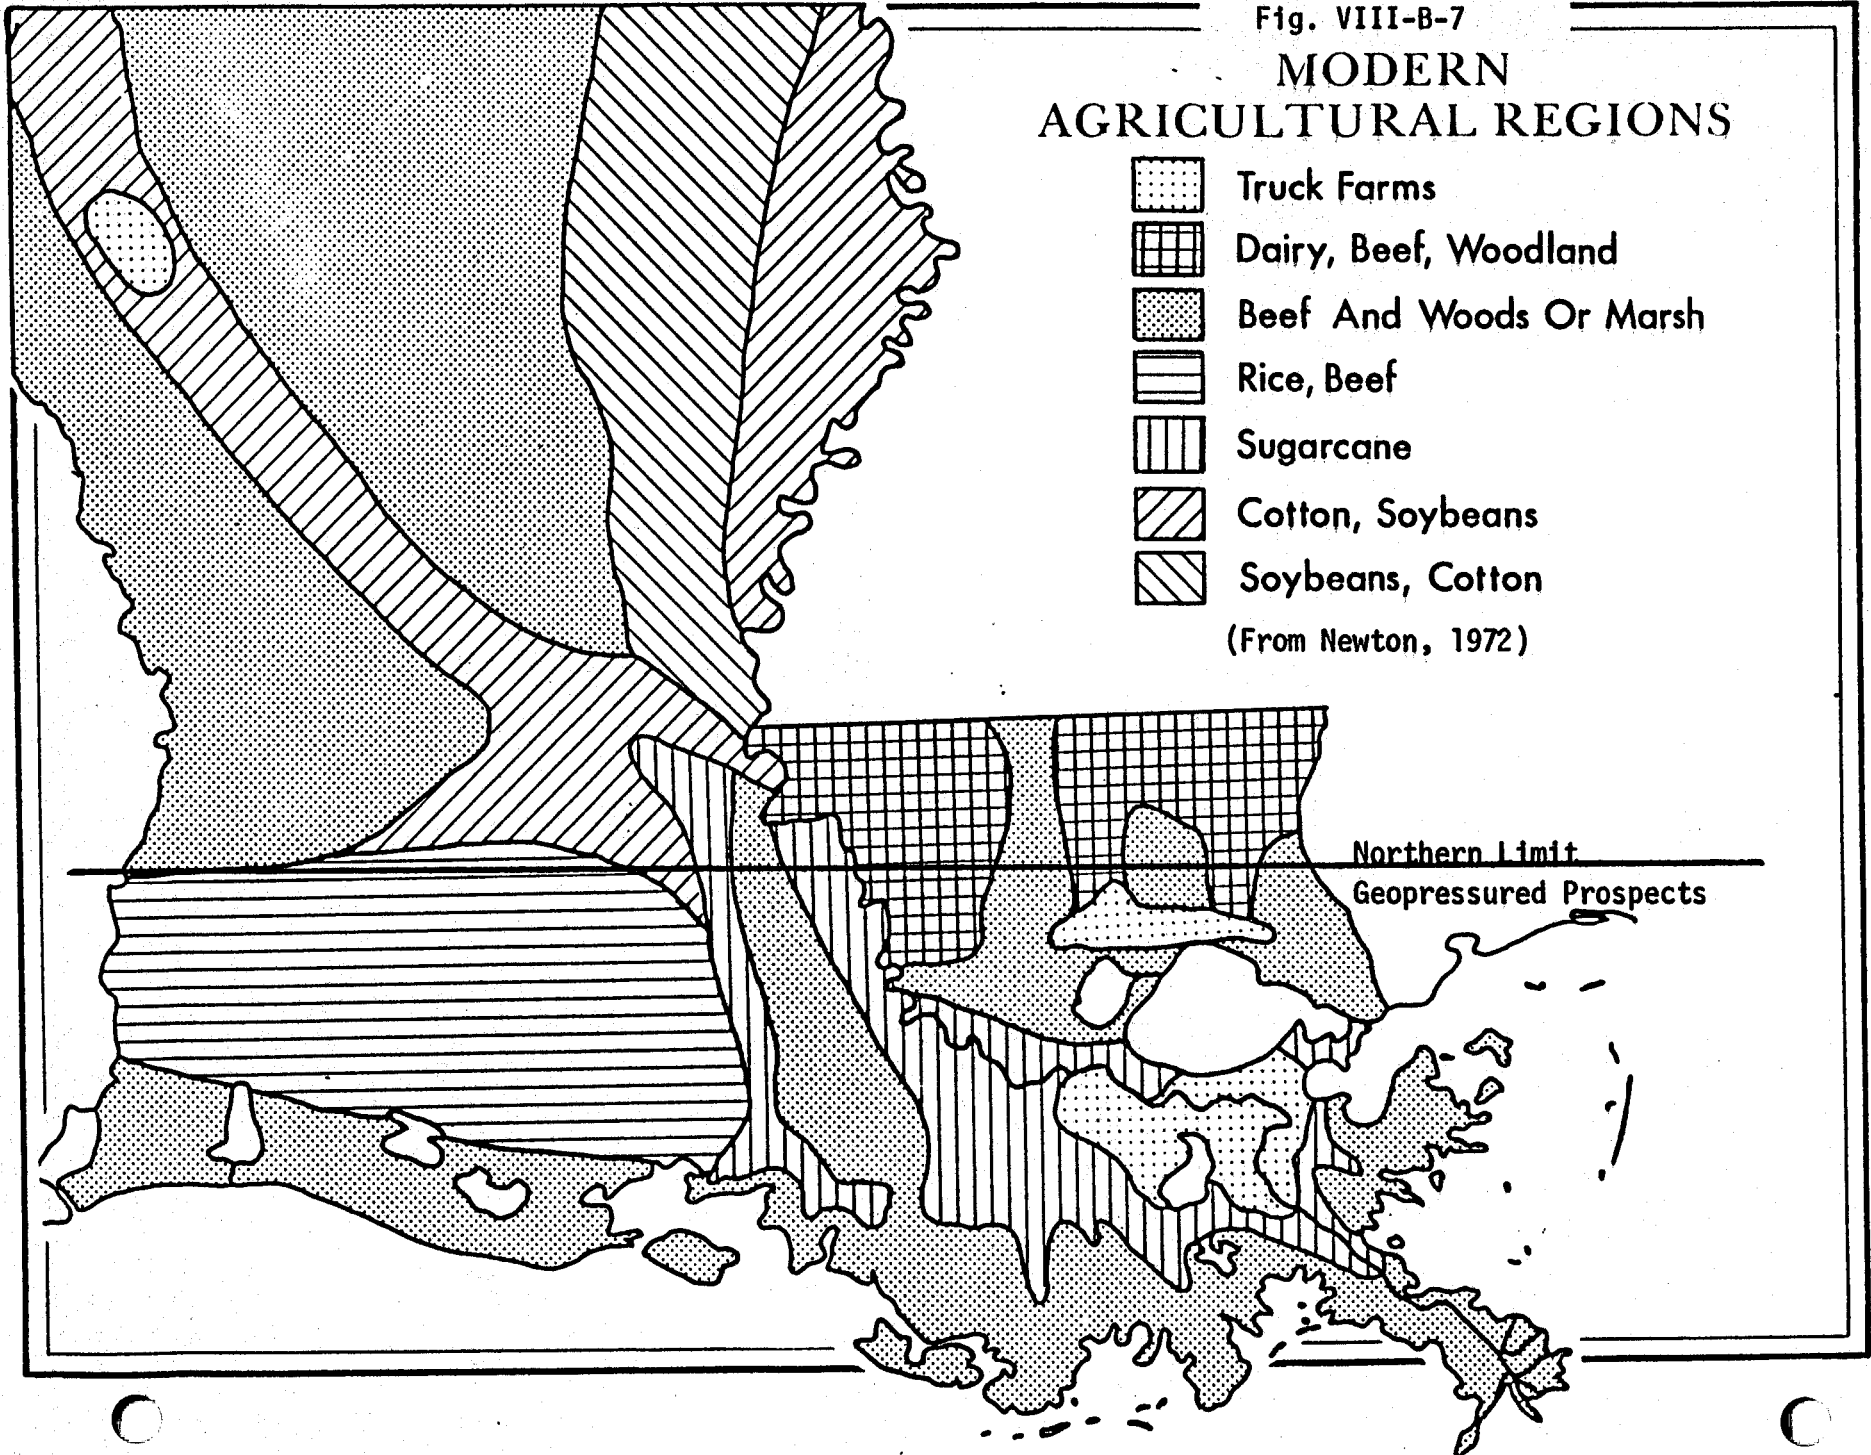 Fig. VIII-B-7
MODERN
AGRICULTURAL REGIONS
Truck Farms
Dairy, Beef, Woodland
Beef And Woods Or Marsh
Rice, Beef
Sugarcane
Cotton, Soybeans
Soybeans, Cotton
(From Newton, 1972)
Northern Limit
Geopressured Prospects